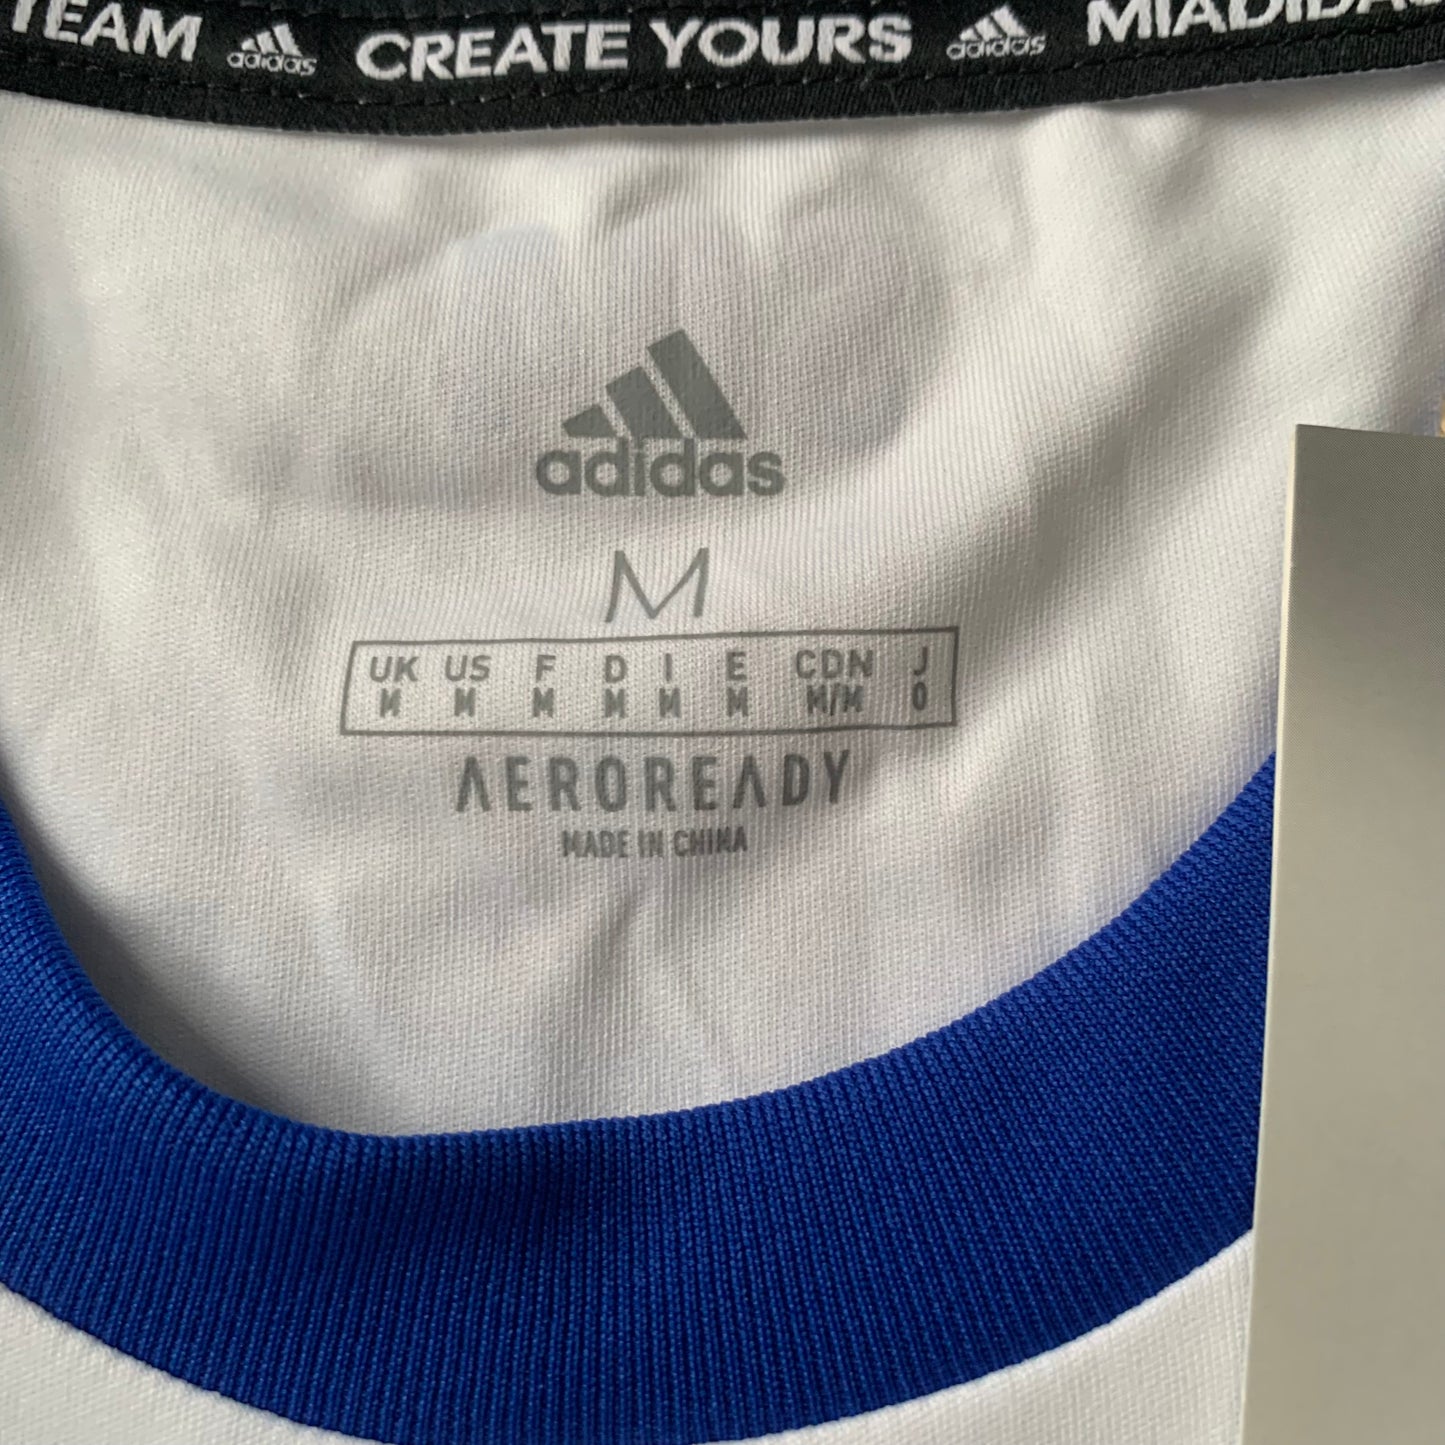 TEAM adidas CREATE YOURS adidas MIADIDAS
adidas
M
UK US F D I E CDN J
M M M M M M M/M O
AEROREADY
MADE IN CHINA